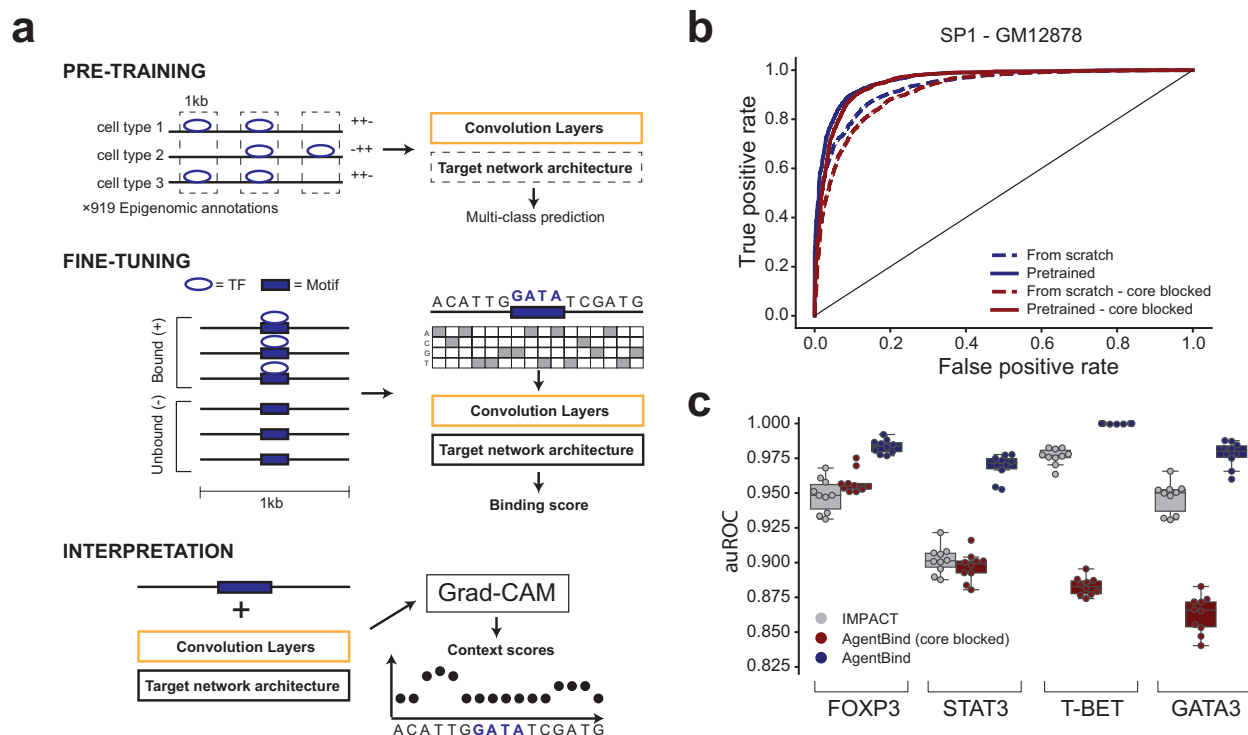 a
PRE-TRAINING
1kb
cell type 1
++-
cell type 2
-++
cell type 3
++-
×919 Epigenomic annotations
Convolution Layers
Target network architecture
Multi-class prediction
FINE-TUNING
= TF
= Motif
Bound (+)
Unbound (-)
1kb
ACATTGGATATCGATG
A
C
G
T
Convolution Layers
Target network architecture
Binding score
INTERPRETATION
+
Convolution Layers
Target network architecture
Grad-CAM
Context scores
ACATTGGATATCGATG
b
SP1 - GM12878
True positive rate
1.0
0.8
0.6
0.4
0.2
0.0
From scratch
Pretrained
From scratch - core blocked
Pretrained - core blocked
0.0 0.2 0.4 0.6 0.8 1.0
False positive rate
c
auROC
1.000
0.975
0.950
0.925
0.900
0.875
0.850
0.825
IMPACT
AgentBind (core blocked)
AgentBind
FOXP3 STAT3 T-BET GATA3